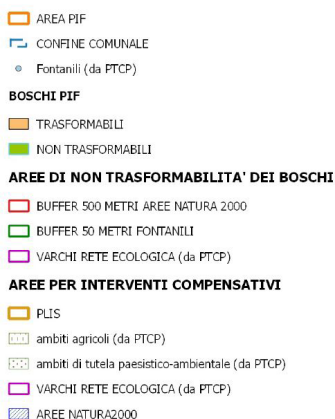 AREA PIF
CONFINE COMUNALE
Fontanili (da PTCP)
BOSCHI PIF
TRASFORMABILI
NON TRASFORMABILI
AREE DI NON TRASFORMABILITA' DEI BOSCHI
BUFFER 500 METRI AREE NATURA 2000
BUFFER 50 METRI FONTANILI
VARCHI RETE ECOLOGICA (da PTCP)
AREE PER INTERVENTI COMPENSATIVI
PLIS
ambiti agricoli (da PTCP)
ambiti di tutela paesistico-ambientale (da PTCP)
VARCHI RETE ECOLOGICA (da PTCP)
AREE NATURA2000